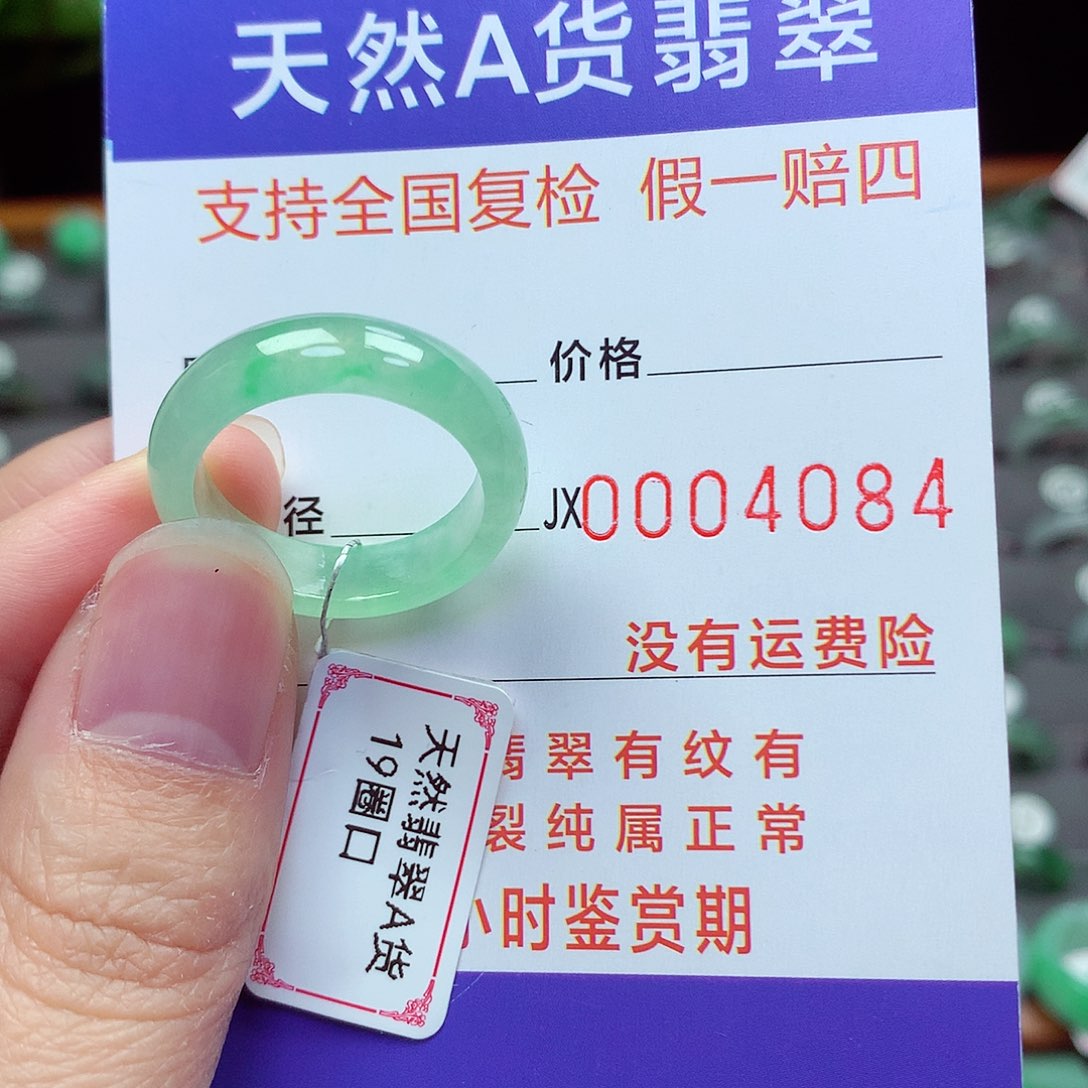 天然A货翡翠
支持全国复检 假一赔四
价格
径
JX0004084
没有运费险
翡翠有纹有
裂纯属正常
小时鉴赏期
天然翡翠A货
19圈口